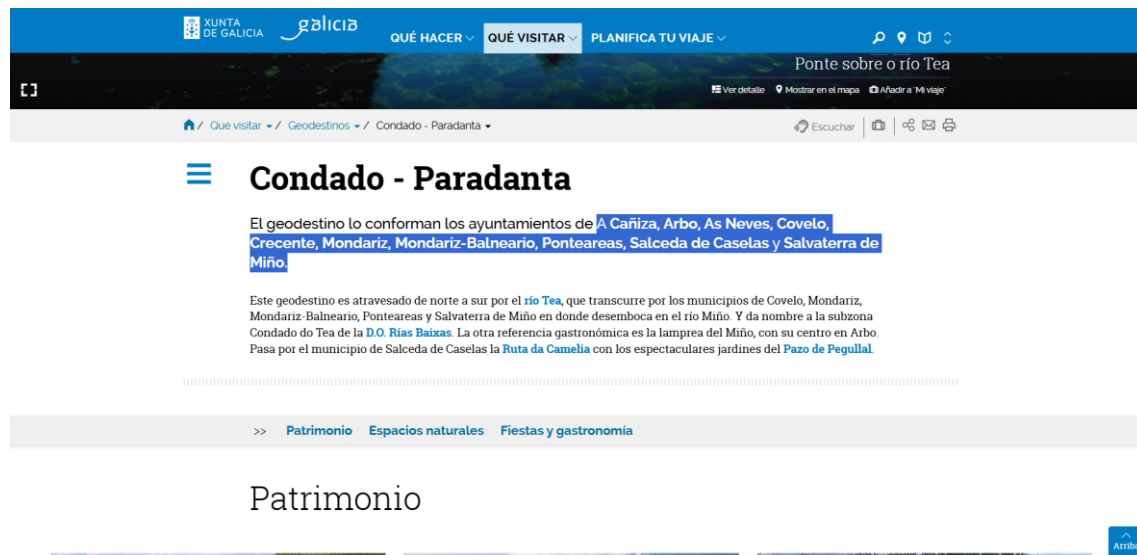 XUNTA
DE GALICIA
galicia
QUÉ HACER
QUÉ VISITAR
PLANIFICA TU VIAJE
Ponte sobre o río Tea
Ver detalle
Mostrar en el mapa
Añadir a "Mi viaje"
/ Qué visitar / Geodestinos / Condado - Paradanta
Escuchar
Condado - Paradanta
El geodestino lo conforman los ayuntamientos de A Cañiza, Arbo, As Neves, Covelo,
Crecente, Mondariz, Mondariz-Balneario, Ponteareas, Salceda de Caselas y Salvaterra de
Miño.
Este geodestino es atravesado de norte a sur por el río Tea, que transcurre por los municipios de Covelo, Mondariz,
Mondariz-Balneario, Ponteareas y Salvaterra de Miño en donde desemboca en el río Miño. Y da nombre a la subzona
Condado do Tea de la D.O. Rías Baixas. La otra referencia gastronómica es la lamprea del Miño, con su centro en Arbo.
Pasa por el municipio de Salceda de Caselas la Ruta da Camelia con los espectaculares jardines del Pazo de Pegullal.
>> Patrimonio Espacios naturales Fiestas y gastronomía
Patrimonio
Arriba